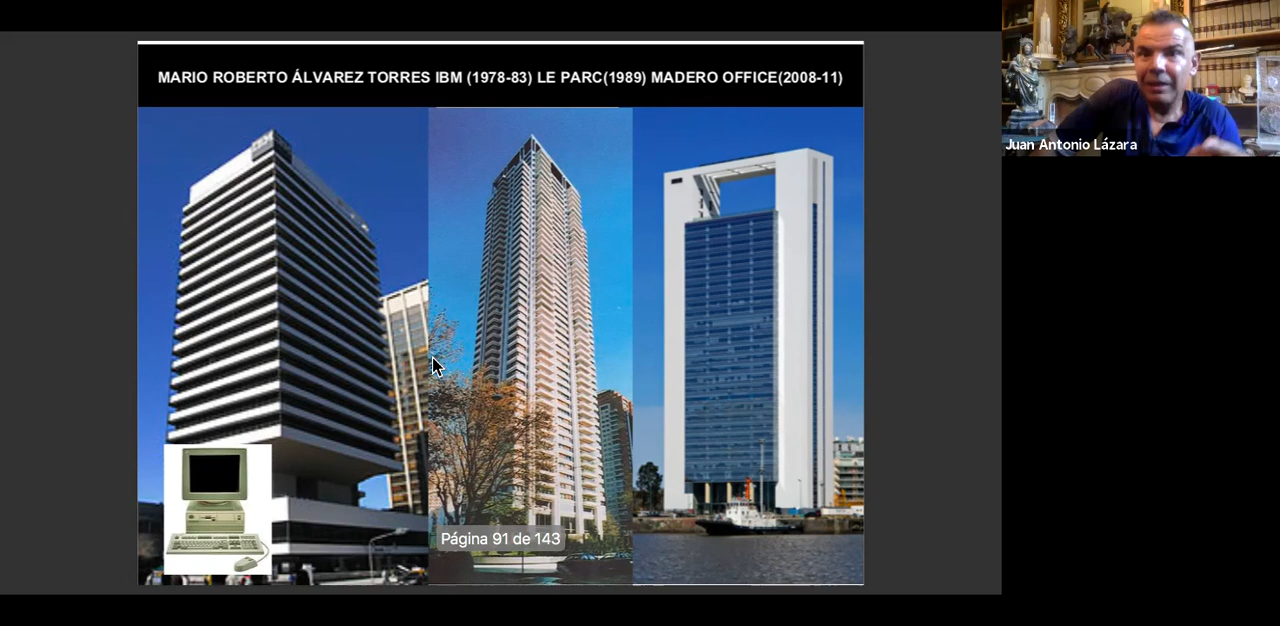 MARIO ROBERTO ÁLVAREZ TORRES IBM (1978-83) LE PARC(1989) MADERO OFFICE(2008-11)
Juan Antonio Lázara
Página 91 de 143